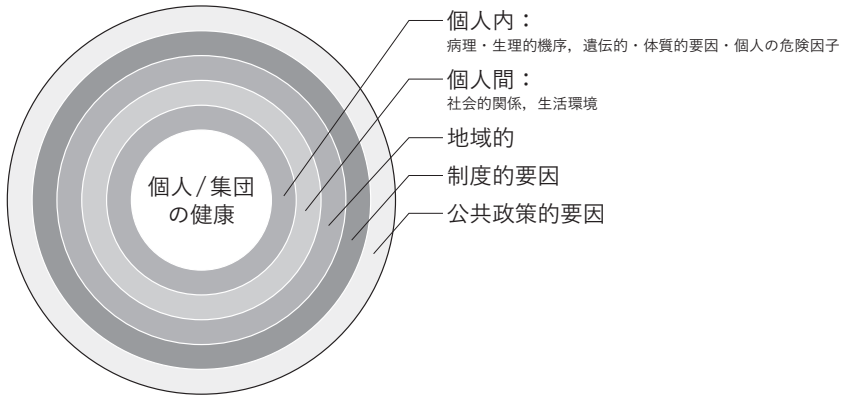 個人内：
病理・生理的機序，遺伝的・体質的要因・個人の危険因子
個人間：
社会的関係，生活環境
地域的
制度的要因
公共政策的要因
個人/集団
の健康